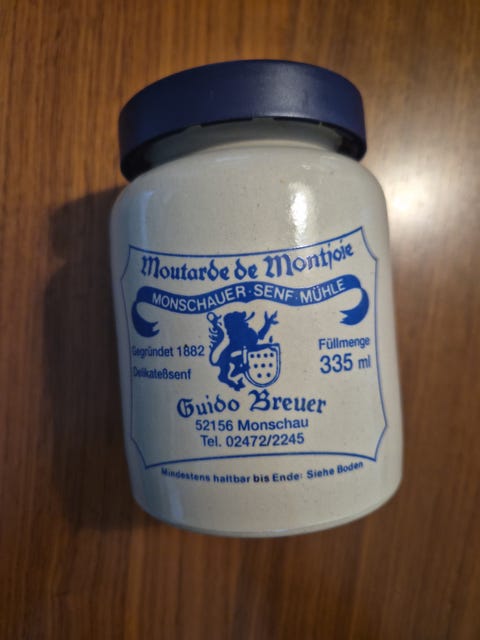 Moutarde de Montjoie
MONSCHAUER · SENF · MÜHLE
Gegründet 1882
Delikateßsenf
Füllmenge
335 ml
Guido Breuer
52156 Monschau
Tel. 02472/2245
Mindestens haltbar bis Ende: Siehe Boden